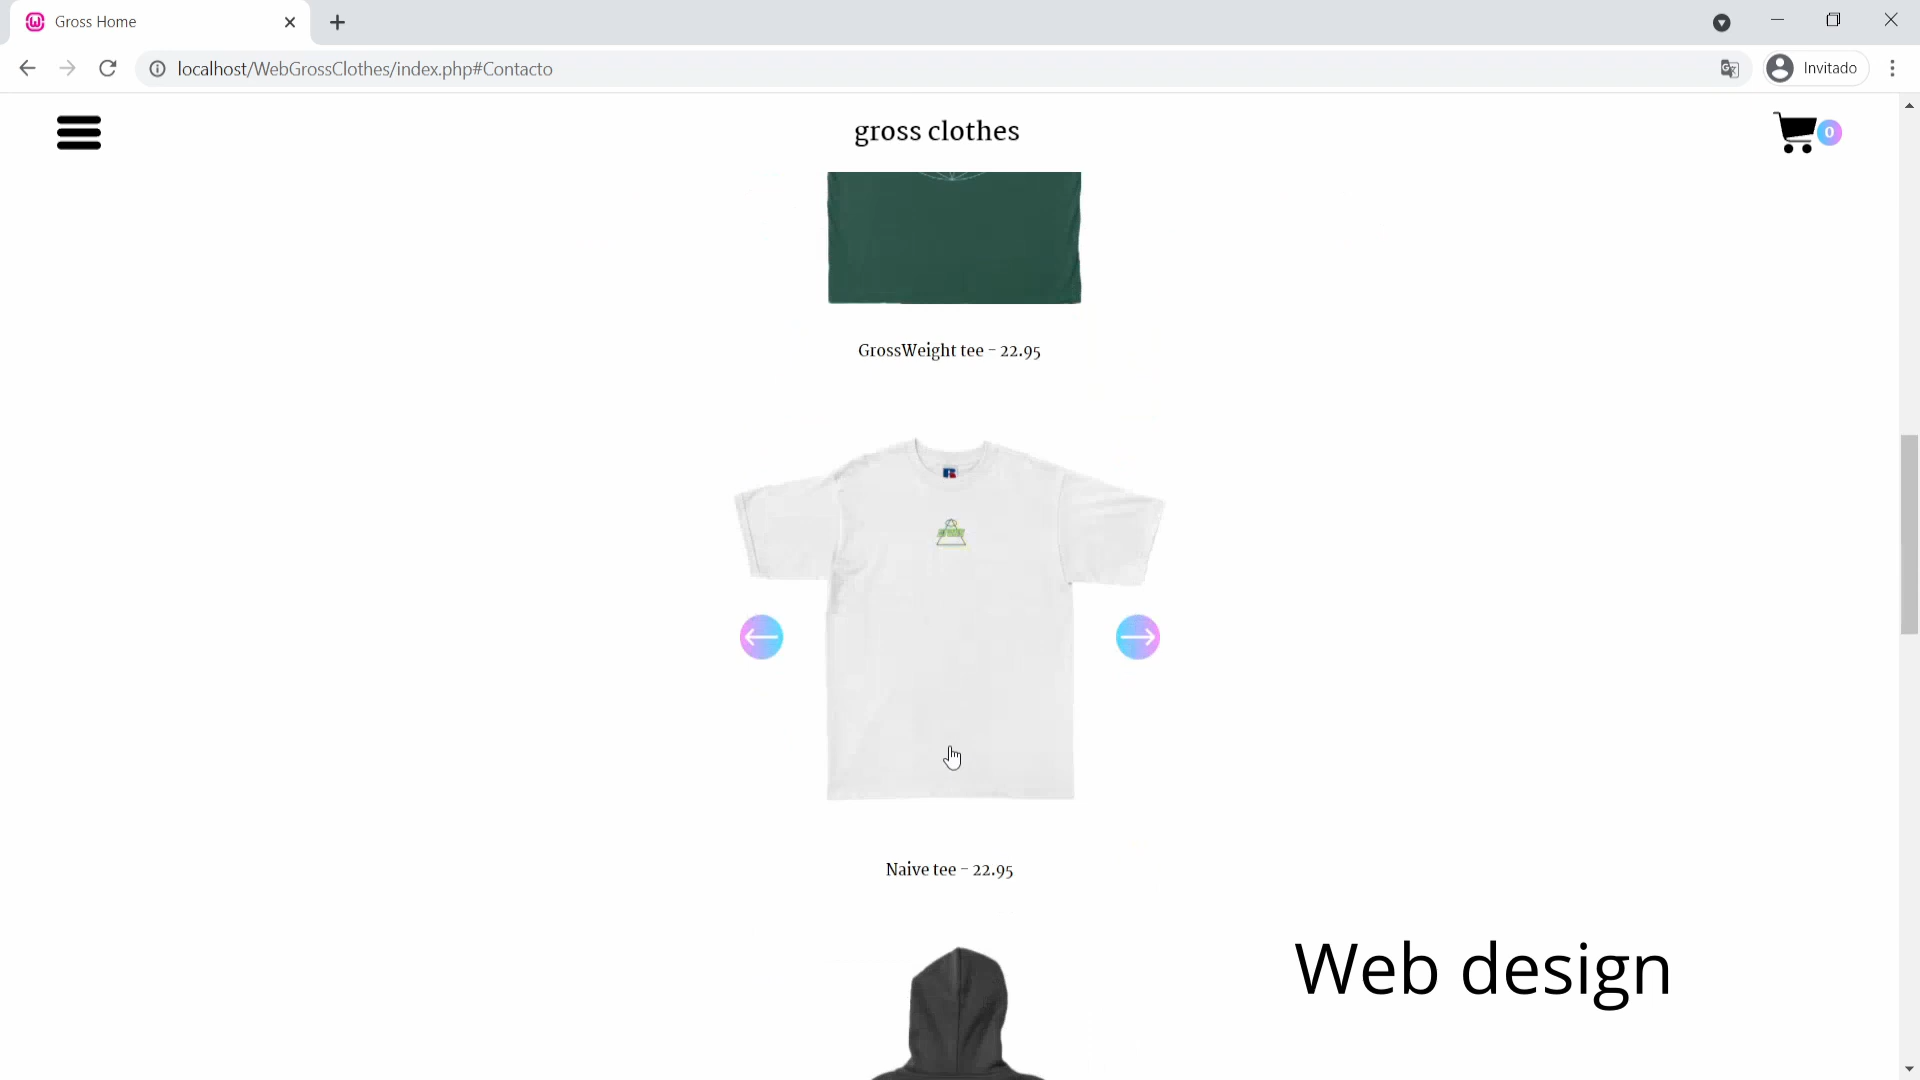 Gross Home
localhost/WebGrossClothes/index.php#Contacto
Invitado
gross clothes
0
GrossWeight tee - 22.95
Naive tee - 22.95
Web design